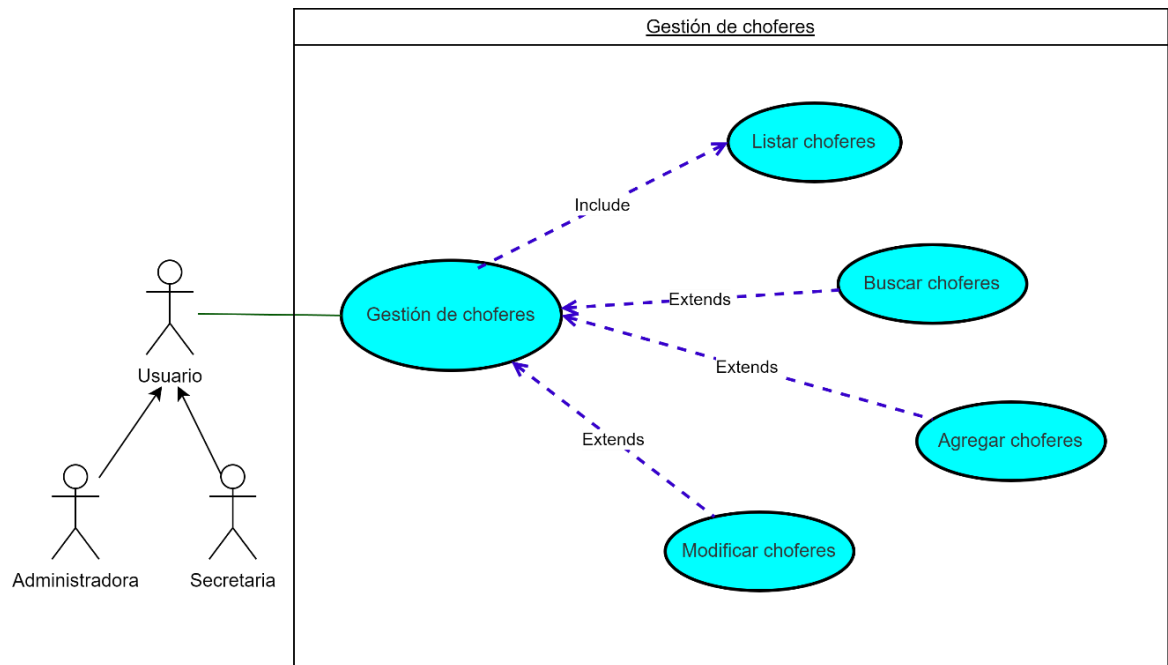 Gestión de choferes
Listar choferes
Include
Buscar choferes
Extends
Gestión de choferes
Extends
Usuario
Extends
Agregar choferes
Modificar choferes
Administradora
Secretaria